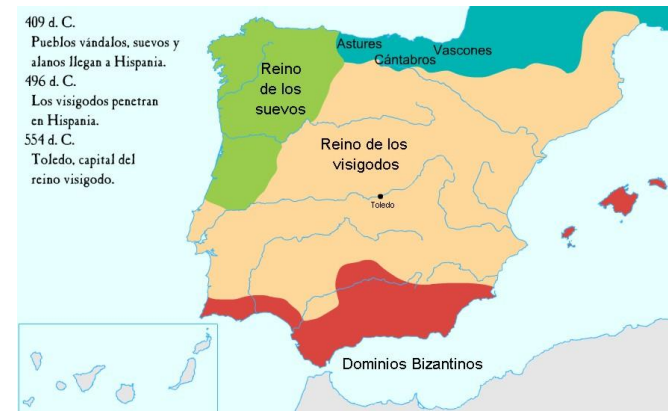 409 d. C.
Pueblos vándalos, suevos y
alanos llegan a Hispania.
496 d. C.
Los visigodos penetran
en Hispania.
554 d. C.
Toledo, capital del
reino visigodo.
Astures
Cántabros
Vascones
Reino
de los
suevos
Reino de los
visigodos
Toledo
Dominios Bizantinos